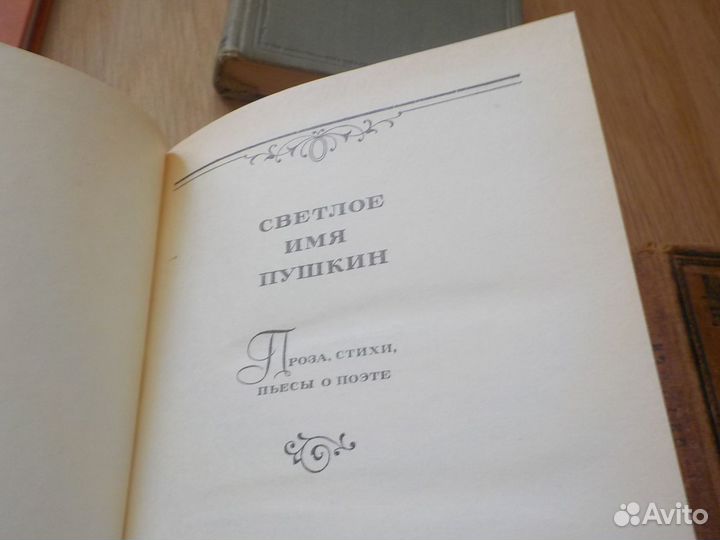 СВЕТЛОЕ
ИМЯ
ПУШКИН
ПРОЗА, СТИХИ,
ПЬЕСЫ О ПОЭТЕ
Avito